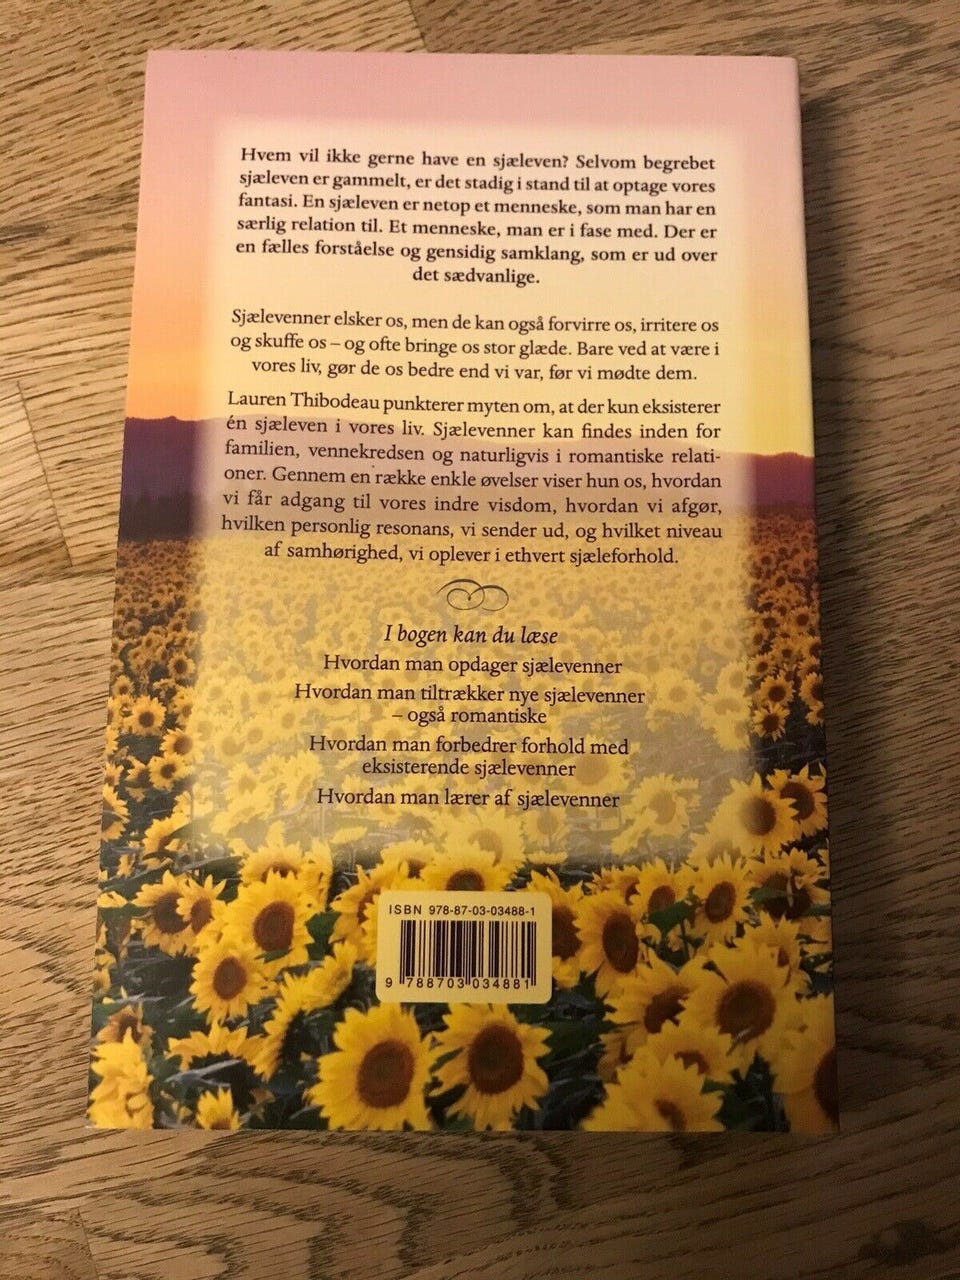 Hvem vil ikke gerne have en sjæleven? Selvom begrebet
sjæleven er gammelt, er det stadig i stand til at optage vores
fantasi. En sjæleven er netop et menneske, som man har en
særlig relation til. Et menneske, man er i fase med. Der er
en fælles forståelse og gensidig samklang, som er ud over
det sædvanlige.
Sjælevenner elsker os, men de kan også forvirre os, irritere os
og skuffe os – og ofte bringe os stor glæde. Bare ved at være i
vores liv, gør de os bedre end vi var, før vi mødte dem.
Lauren Thibodeau punkterer myten om, at der kun eksisterer
én sjæleven i vores liv. Sjælevenner kan findes inden for
familien, vennekredsen og naturligvis i romantiske relati-
oner. Gennem en række enkle øvelser viser hun os, hvordan
vi får adgang til vores indre visdom, hvordan vi afgør,
hvilken personlig resonans, vi sender ud, og hvilket niveau
af samhørighed, vi oplever i ethvert sjæleforhold.
I bogen kan du læse
Hvordan man opdager sjælevenner
Hvordan man tiltrækker nye sjælevenner
– også romantiske
Hvordan man forbedrer forhold med
eksisterende sjælevenner
Hvordan man lærer af sjælevenner
ISBN 978-87-03-03488-1
9 788703 034881